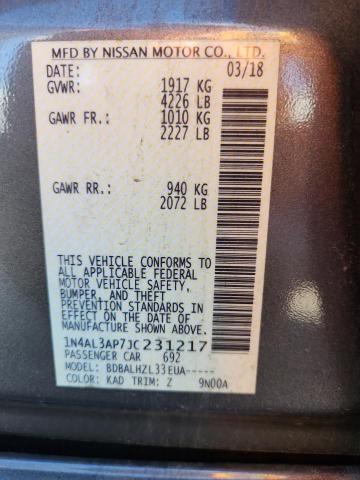 MFD BY NISSAN MOTOR CO., LTD.
DATE: 03/18
GVWR: 1917 KG
4226 LB
GAWR FR.: 1010 KG
2227 LB
GAWR RR.: 940 KG
2072 LB
THIS VEHICLE CONFORMS TO
ALL APPLICABLE FEDERAL
MOTOR VEHICLE SAFETY,
BUMPER, AND THEFT
PREVENTION STANDARDS
IN EFFECT ON THE DATE OF
MANUFACTURE SHOWN ABOVE.
1N4AL3AP7JC231217
PASSENGER CAR 692
MODEL: BDBALHZL33EUA-----
COLOR: KAD TRIM: Z 9N00A